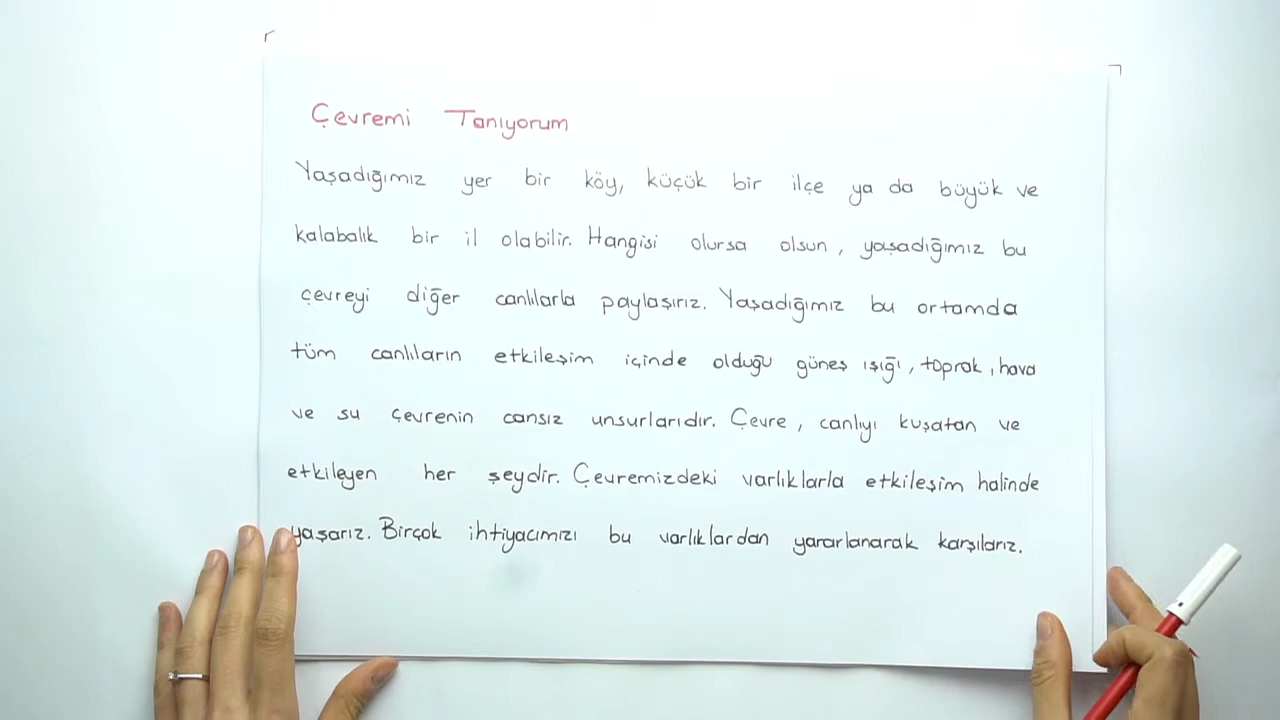 Çevremi Tanıyorum
Yaşadığımız yer bir köy, küçük bir ilçe ya da büyük ve
kalabalık bir il olabilir. Hangisi olursa olsun, yaşadığımız bu
çevreyi diğer canlılarla paylaşırız. Yaşadığımız bu ortamda
tüm canlıların etkileşim içinde olduğu güneş ışığı, toprak, hava
ve su çevrenin cansız unsurlarıdır. Çevre, canlıyı kuşatan ve
etkileyen her şeydir. Çevremizdeki varlıklarla etkileşim halinde
yaşarız. Birçok ihtiyacımızı bu varlıklardan yararlanarak karşılarız.